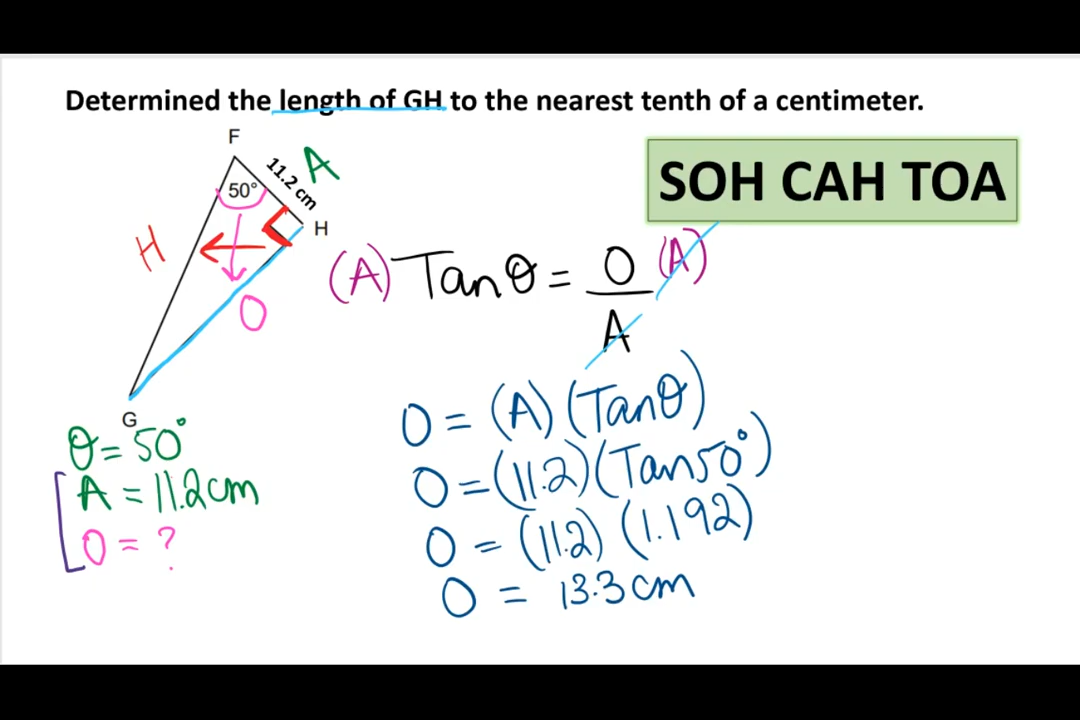 Determined the length of GH to the nearest tenth of a centimeter.
F
A
11.2 cm
50°
SOH CAH TOA
H
H
(A) Tanθ = O (A)
A
O
O = (A) (Tanθ)
G
θ = 50°
O = (11.2) (Tan50°)
A = 11.2cm
O = (11.2) (1.192)
O = ?
O = 13.3cm